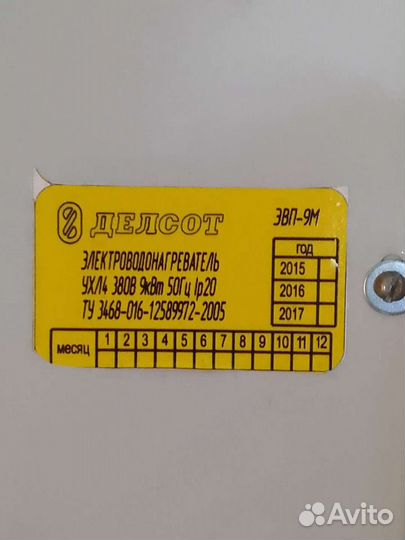 ДЕЛСОТ ЭВП-9М
ЭЛЕКТРОВОДОНАГРЕВАТЕЛЬ
УХЛ4 380В 9кВт 50Гц Ip20
ТУ 3468-016-12589972-2005
год
2015
2016
2017
месяц 1 2 3 4 5 6 7 8 9 10 11 12
Avito